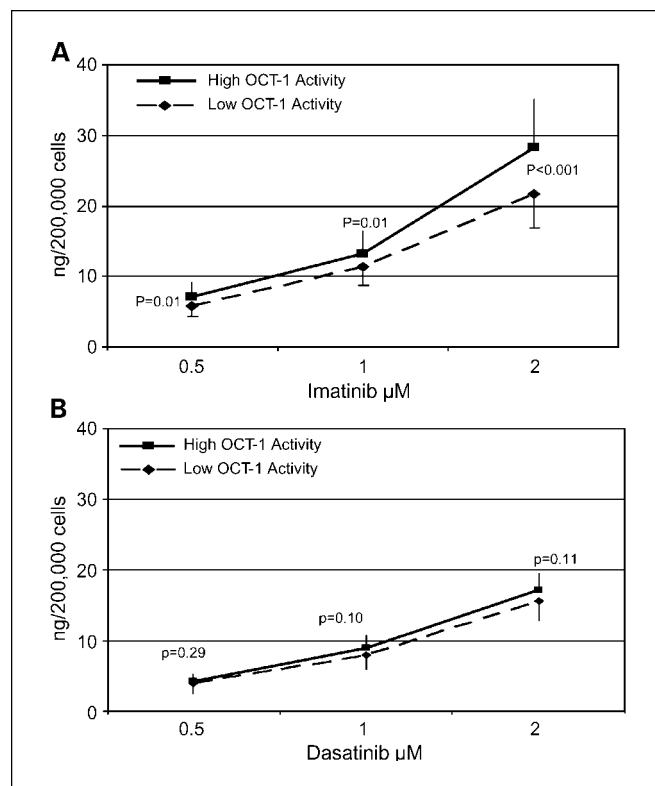 A
High OCT-1 Activity
Low OCT-1 Activity
40
30
20
10
0
ng/200,000 cells
P=0.01
P=0.01
P<0.001
0.5 1 2
Imatinib µM
B
High OCT-1 Activity
Low OCT-1 Activity
40
30
20
10
0
ng/200,000 cells
p=0.29
p=0.10
p=0.11
0.5 1 2
Dasatinib µM